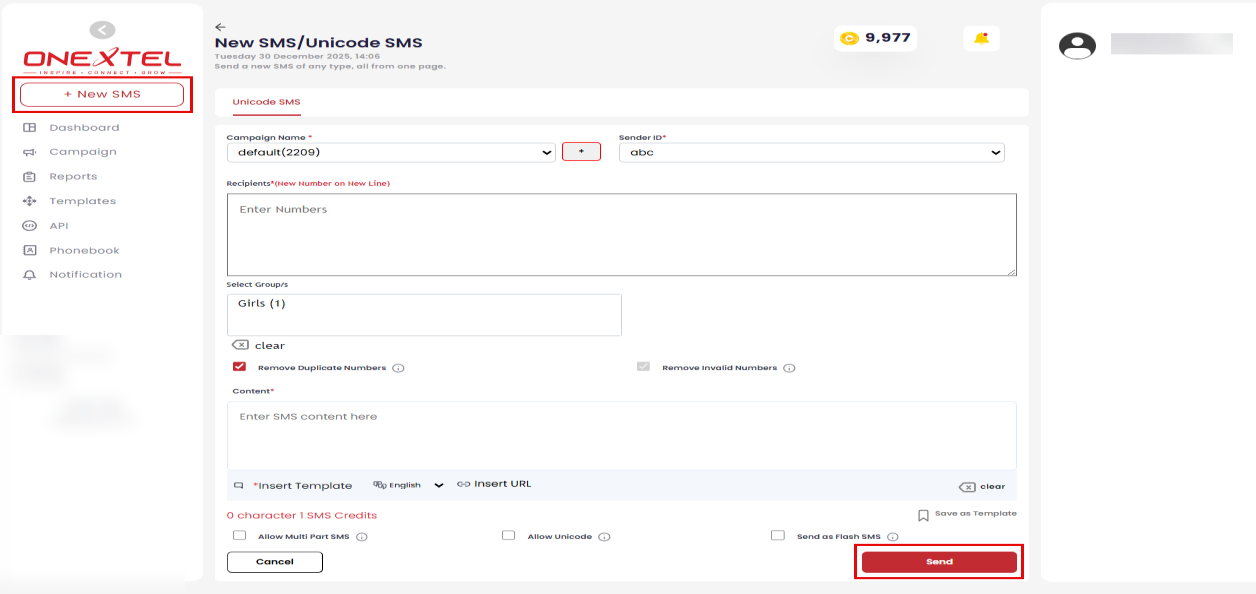 ONEXTEL
INSPIRE • CONNECT • GROW
+ New SMS
Dashboard
Campaign
Reports
Templates
API
Phonebook
Notification
New SMS/Unicode SMS
Tuesday 30 December 2025, 14:06
Send a new SMS of any type, all from one page.
9,977
Unicode SMS
Campaign Name *
default(2209)
+
Sender ID*
abc
Recipients*(New Number on New Line)
Enter Numbers
Select Group/s
Girls (1)
clear
Remove Duplicate Numbers
Remove Invalid Numbers
Content*
Enter SMS content here
*Insert Template
English
Insert URL
clear
0 character 1 SMS Credits
Save as Template
Allow Multi Part SMS
Allow Unicode
Send as Flash SMS
Cancel
Send